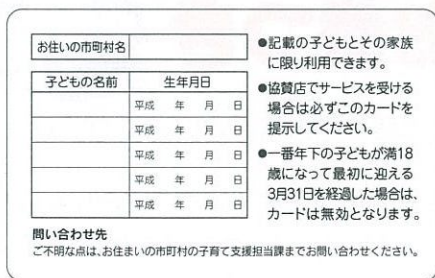 お住いの市町村名
子どもの名前 生年月日
平成 年 月 日
平成 年 月 日
平成 年 月 日
平成 年 月 日
平成 年 月 日
●記載の子どもとその家族
に限り利用できます。
●協賛店でサービスを受ける
場合は必ずこのカードを
提示してください。
●一番年下の子どもが満18
歳になって最初に迎える
3月31日を経過した場合は、
カードは無効となります。
問い合わせ先
ご不明な点は、お住まいの市町村の子育て支援担当課までお問い合わせください。